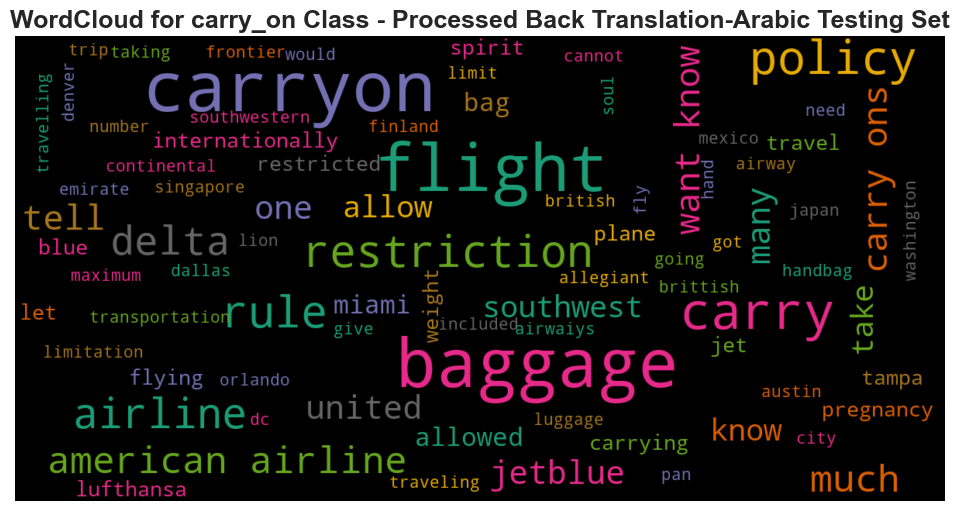 WordCloud for carry_on Class - Processed Back Translation-Arabic Testing Set
trip taking frontier would spirit cannot policy
denver carryon limit know
travelling bag soul need ons
number southwestern finland
internationally mexico travel
continental restricted flight want hand airway
emirate singapore british fly many carry
tell one allow japan washington
blue delta lion restriction plane got
maximum dallas going handbag
allegiant brittish
let transportation rule miami weight southwest carry take
give included airwaiys
limitation baggage jet
flying orlando tampa
airline dc united luggage austin pregnancy
allowed carrying know city
american airline jetblue pan much
lufthansa traveling